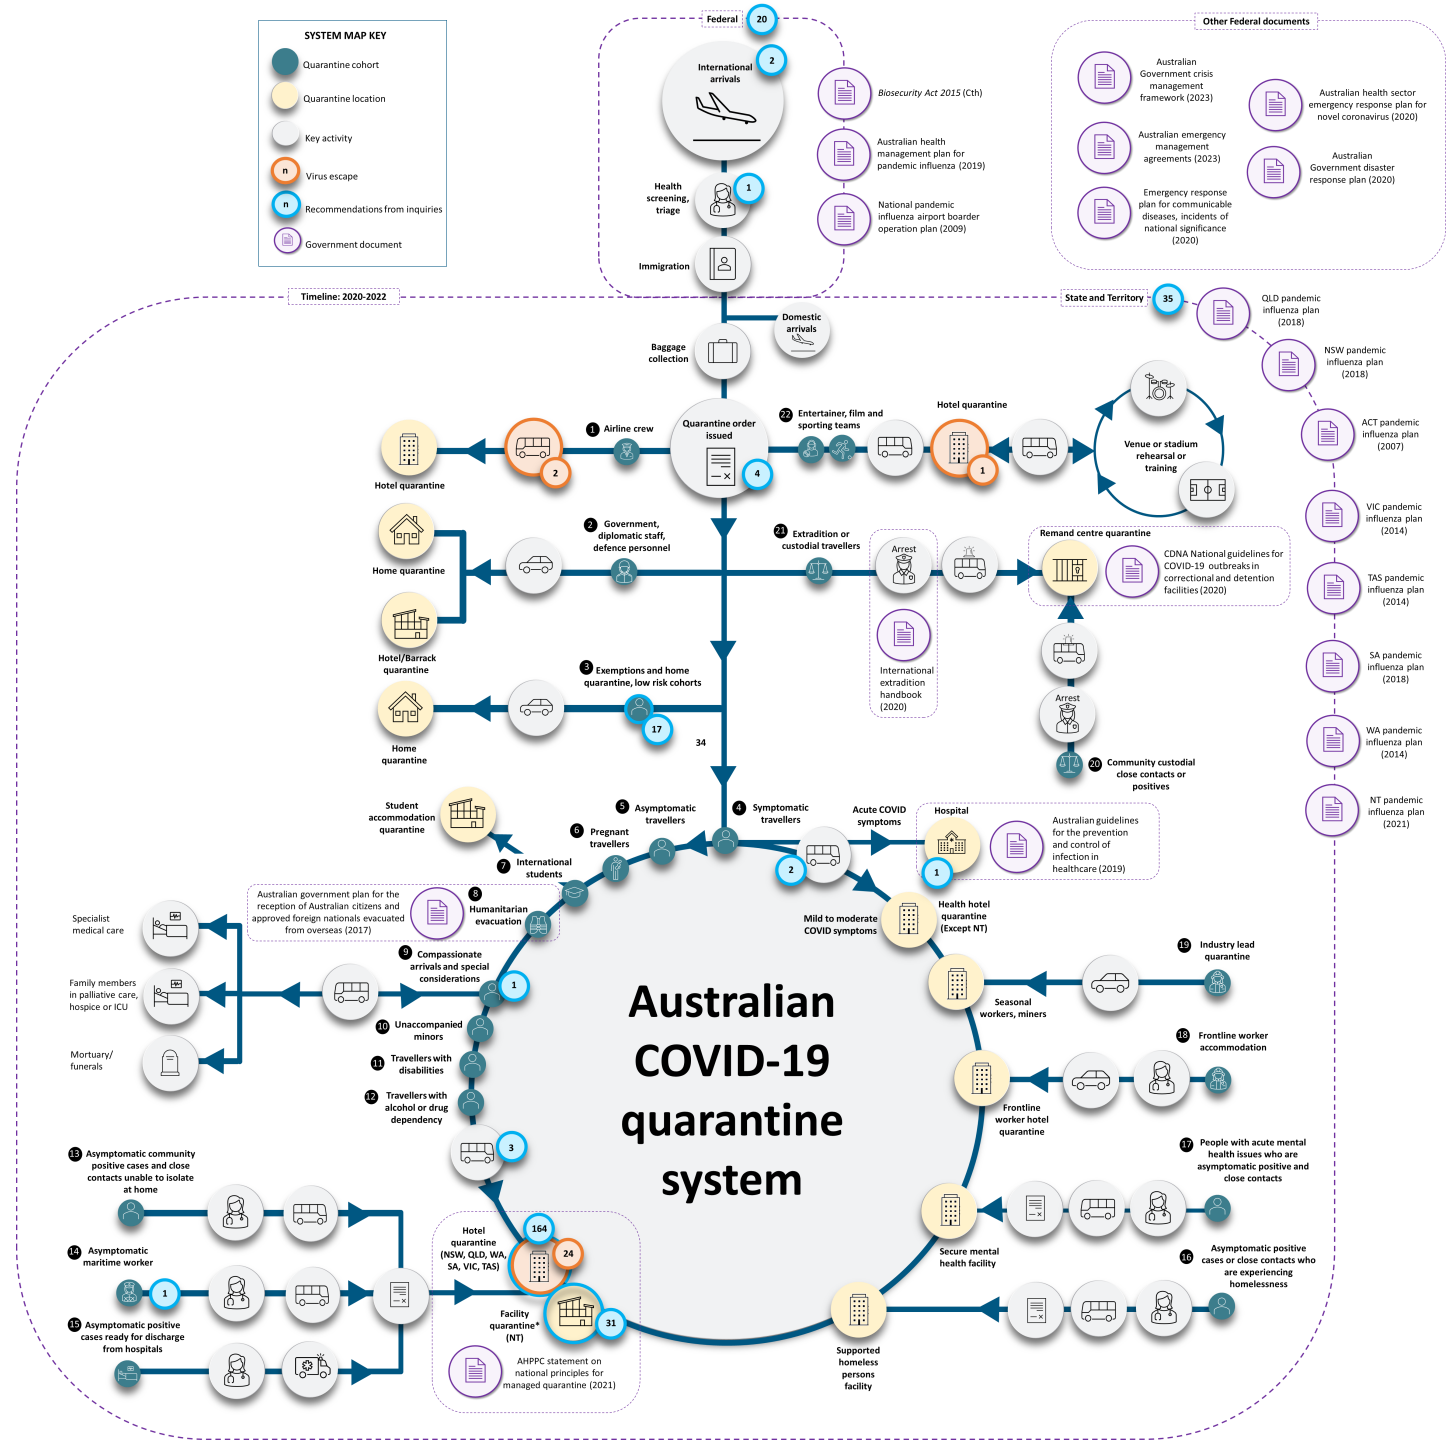 SYSTEM MAP KEY
Quarantine cohort
Quarantine location
Key activity
n
Virus escape
n
Recommendations from inquiries
Government document
Federal
20
International
arrivals
2
Health
screening,
triage
1
Immigration
Biosecurity Act 2015 (Cth)
Australian health
management plan for
pandemic influenza (2019)
National pandemic
influenza airport boarder
operation plan (2009)
Other Federal documents
Australian
Government crisis
management
framework (2023)
Australian emergency
management
agreements (2023)
Emergency response
plan for communicable
diseases, incidents of
national significance
(2020)
Australian health sector
emergency response plan for
novel coronavirus (2020)
Australian
Government disaster
response plan (2020)
Timeline: 2020-2022
State and Territory
35
QLD pandemic
influenza plan
(2018)
NSW pandemic
influenza plan
(2018)
ACT pandemic
influenza plan
(2007)
VIC pandemic
influenza plan
(2014)
TAS pandemic
influenza plan
(2014)
SA pandemic
influenza plan
(2018)
WA pandemic
influenza plan
(2014)
NT pandemic
influenza plan
(2021)
Domestic
arrivals
Baggage
collection
Quarantine order
issued
4
1 Airline crew
2
Hotel quarantine
22 Entertainer, film and
sporting teams
Hotel quarantine
1
Venue or stadium
rehearsal or
training
2 Government,
diplomatic staff,
defence personnel
Home quarantine
Hotel/Barrack
quarantine
21 Extradition or
custodial travellers
Arrest
International
extradition
handbook
(2020)
Remand centre quarantine
CDNA National guidelines for
COVID-19 outbreaks in
correctional and detention
facilities (2020)
Arrest
20 Community custodial
close contacts or
positives
3 Exemptions and home
quarantine, low risk cohorts
17
Home
quarantine
34
4 Symptomatic
travellers
5 Asymptomatic
travellers
6 Pregnant
travellers
7 International
students
Student
accommodation
quarantine
8
Humanitarian
evacuation
Australian government plan for the
reception of Australian citizens and
approved foreign nationals evacuated
from overseas (2017)
9 Compassionate
arrivals and special
considerations
1
Specialist
medical care
Family members
in palliative care,
hospice or ICU
Mortuary/
funerals
10 Unaccompanied
minors
11 Travellers with
disabilities
12 Travellers with
alcohol or drug
dependency
3
Acute COVID
symptoms
2
Hospital
1
Australian guidelines
for the prevention
and control of
infection in
healthcare (2019)
Mild to moderate
COVID symptoms
Health hotel
quarantine
(Except NT)
Seasonal
workers, miners
19 Industry lead
quarantine
Frontline
worker hotel
quarantine
18 Frontline worker
accommodation
Secure mental
health facility
17 People with acute mental
health issues who are
asymptomatic positive and
close contacts
Supported
homeless
persons
facility
16 Asymptomatic positive
cases or close contacts who
are experiencing
homelessness
Australian
COVID-19
quarantine
system
13 Asymptomatic community
positive cases and close
contacts unable to isolate
at home
14 Asymptomatic
maritime worker
1
15 Asymptomatic positive
cases ready for discharge
from hospitals
Hotel
quarantine
(NSW, QLD, WA,
SA, VIC, TAS)
164
24
Facility
quarantine*
(NT)
31
AHPPC statement on
national principles for
managed quarantine (2021)